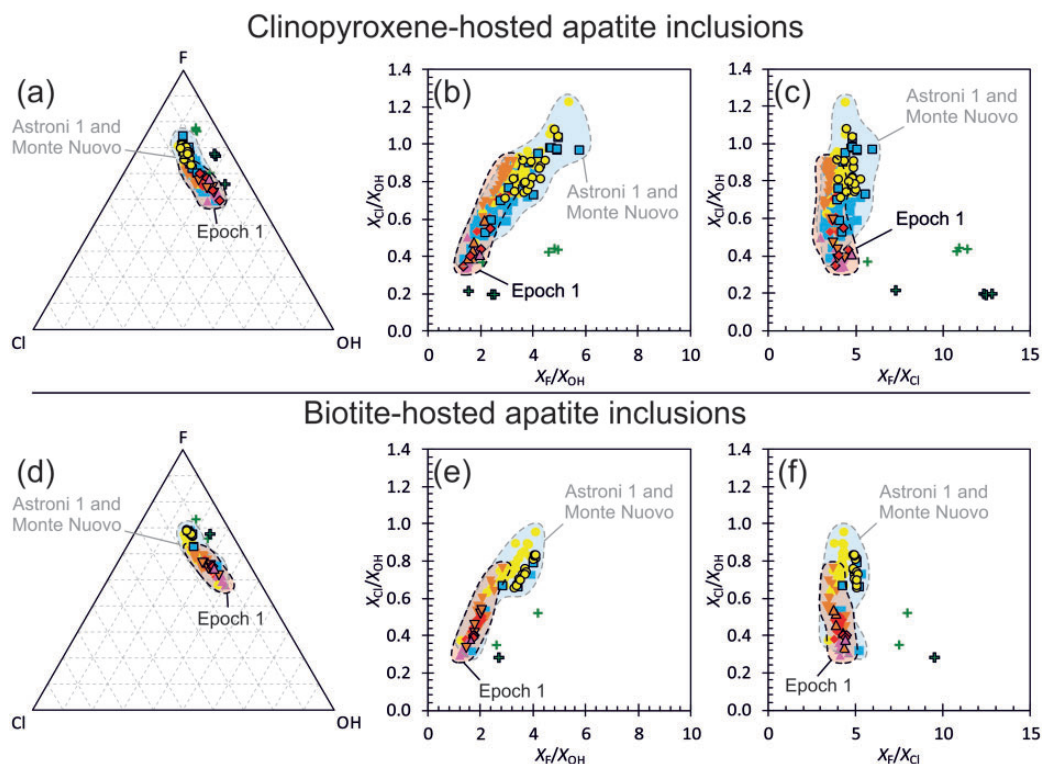 Clinopyroxene-hosted apatite inclusions
(a)
F
Astroni 1 and
Monte Nuovo
Epoch 1
Cl
OH
(b)
1.4
1.2
1.0
0.8
0.6
0.4
0.2
0.0
XCl/XOH
Astroni 1
and Monte
Nuovo
Epoch 1
0 2 4 6 8 10
XF/XOH
(c)
1.4
1.2
1.0
0.8
0.6
0.4
0.2
0.0
XCl/XOH
Astroni 1 and
Monte Nuovo
Epoch 1
0 5 10 15
XF/XCl
Biotite-hosted apatite inclusions
(d)
F
Astroni 1 and
Monte Nuovo
Epoch 1
Cl
OH
(e)
1.4
1.2
1.0
0.8
0.6
0.4
0.2
0.0
XCl/XOH
Astroni 1 and
Monte Nuovo
Epoch 1
0 2 4 6 8 10
XF/XOH
(f)
1.4
1.2
1.0
0.8
0.6
0.4
0.2
0.0
XCl/XOH
Astroni 1 and
Monte Nuovo
Epoch 1
0 5 10 15
XF/XCl